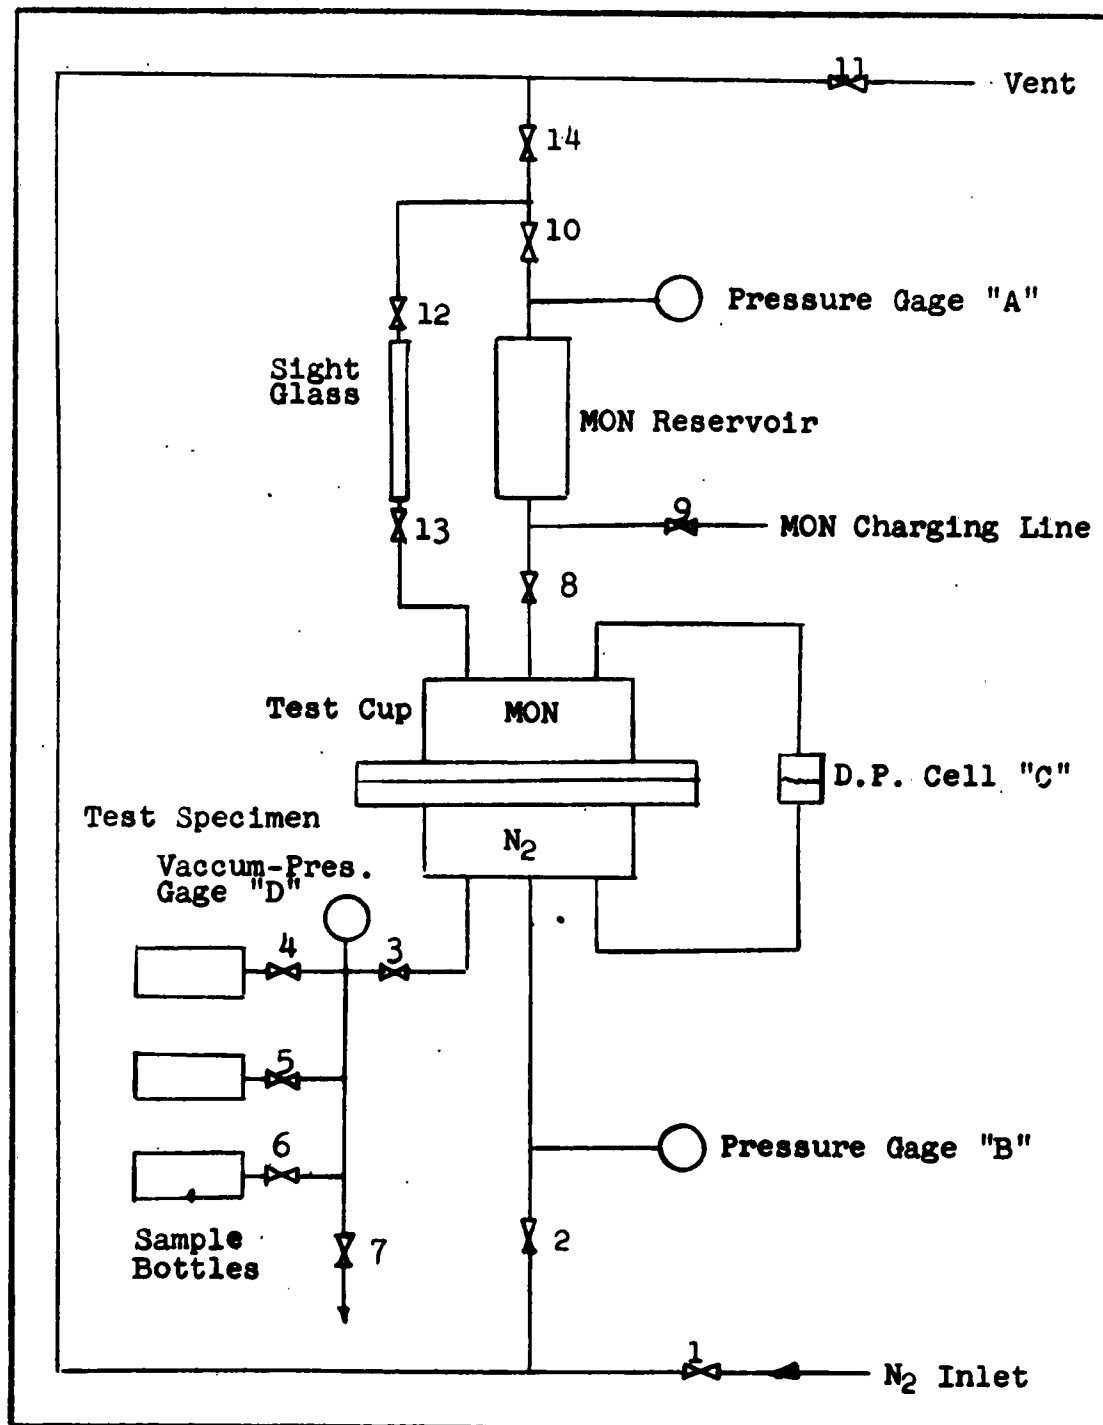 11
Vent
14
10
Pressure Gage "A"
12
Sight
Glass
MON Reservoir
9
13
MON Charging Line
8
Test Cup
MON
D.P. Cell "C"
Test Specimen
N2
Vaccum-Pres.
Gage "D"
4
3
5
6
Pressure Gage "B"
Sample
Bottles
7
2
1
N2 Inlet